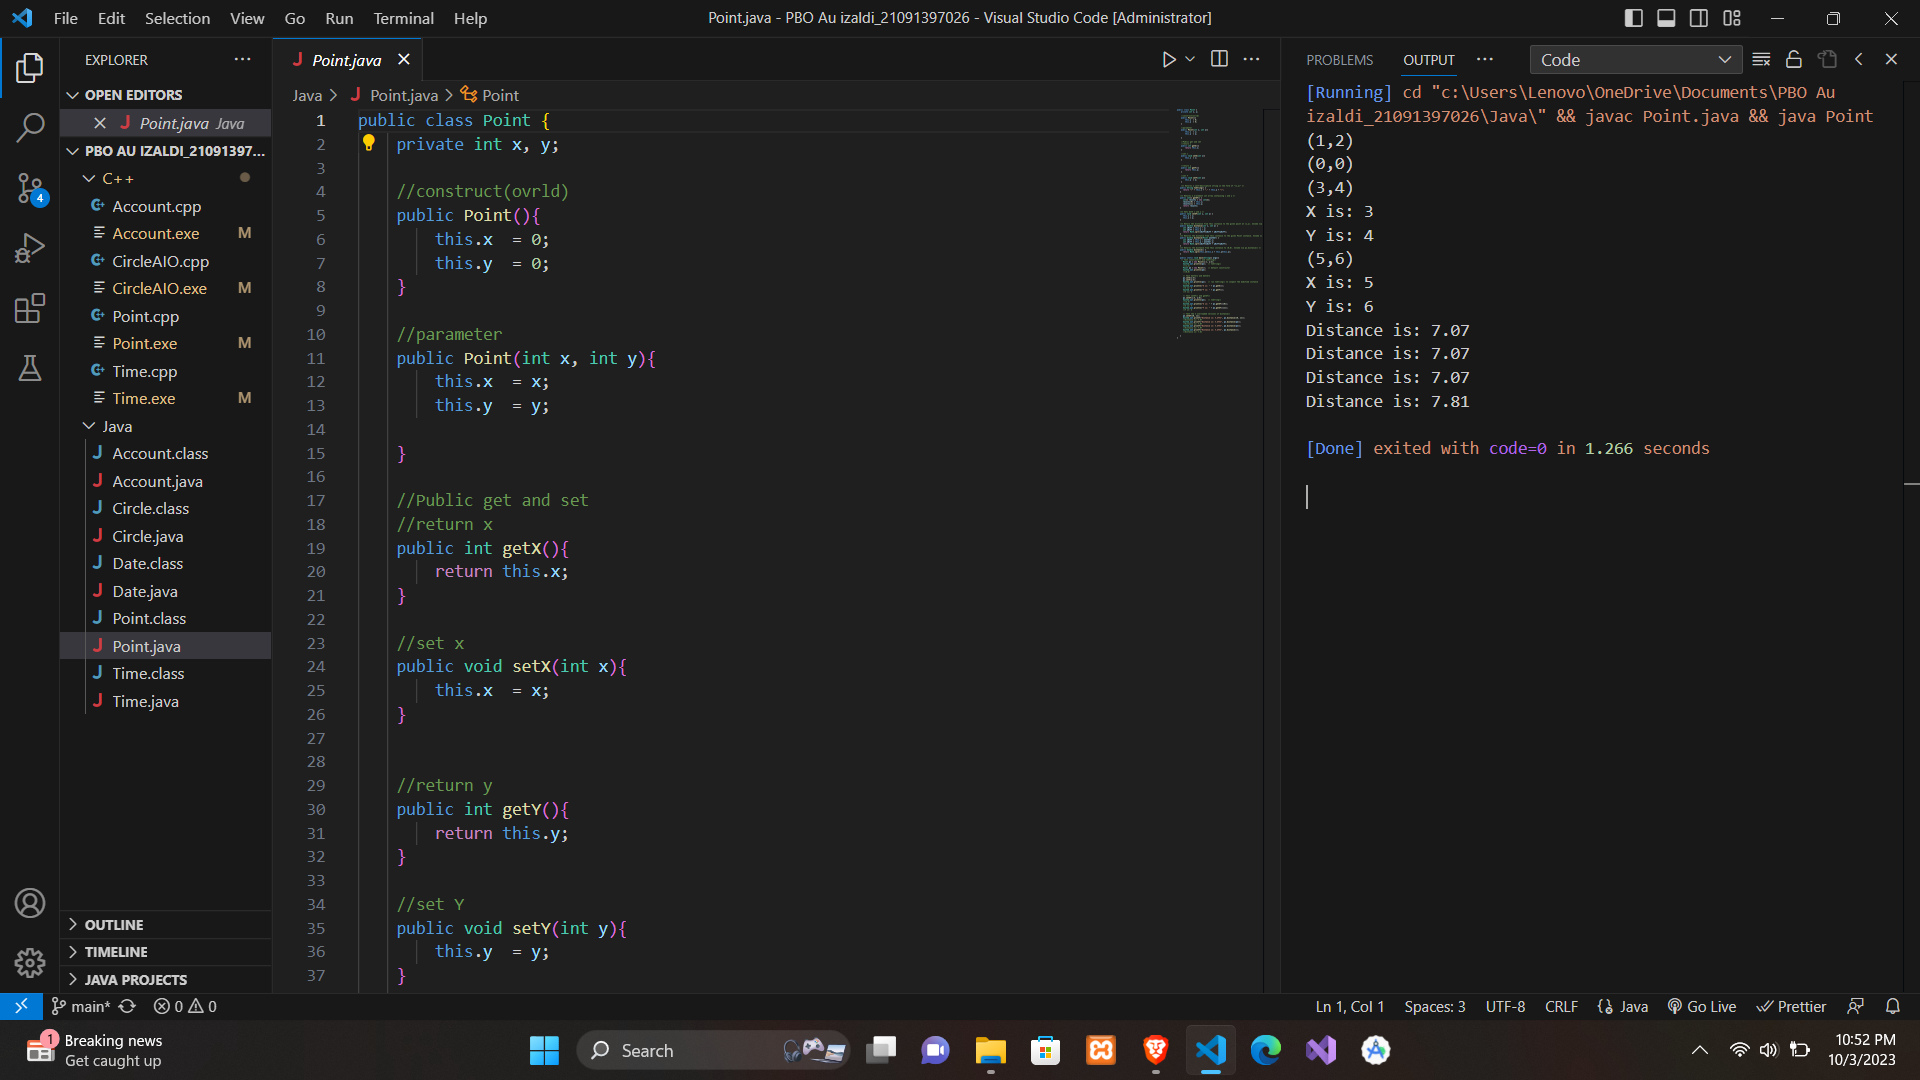 File Edit Selection View Go Run Terminal Help
Point.java - PBO Au izaldi_21091397026 - Visual Studio Code [Administrator]
EXPLORER
OPEN EDITORS
Point.java Java
PBO AU IZALDI_21091397...
C++
Account.cpp
Account.exe M
CircleAIO.cpp
CircleAIO.exe M
Point.cpp
Point.exe M
Time.cpp
Time.exe M
Java
Account.class
Account.java
Circle.class
Circle.java
Date.class
Date.java
Point.class
Point.java
Time.class
Time.java
OUTLINE
TIMELINE
JAVA PROJECTS
4
Point.java
Java > Point.java > Point
1 public class Point {
2 private int x, y;
3
4 //construct(ovrld)
5 public Point(){
6 this.x  = 0;
7 this.y  = 0;
8 }
9
10 //parameter
11 public Point(int x, int y){
12 this.x  = x;
13 this.y  = y;
14
15 }
16
17 //Public get and set
18 //return x
19 public int getX(){
20 return this.x;
21 }
22
23 //set x
24 public void setX(int x){
25 this.x  = x;
26 }
27
28
29 //return y
30 public int getY(){
31 return this.y;
32 }
33
34 //set Y
35 public void setY(int y){
36 this.y  = y;
37 }
PROBLEMS OUTPUT
Code
[Running] cd "c:\Users\Lenovo\OneDrive\Documents\PBO Au
izaldi_21091397026\Java\" && javac Point.java && java Point
(1,2)
(0,0)
(3,4)
X is: 3
Y is: 4
(5,6)
X is: 5
Y is: 6
Distance is: 7.07
Distance is: 7.07
Distance is: 7.07
Distance is: 7.81
[Done] exited with code=0 in 1.266 seconds
main* 0 0
Ln 1, Col 1 Spaces: 3 UTF-8 CRLF {} Java Go Live Prettier
1
Breaking news
Get caught up
Search
10:52 PM
10/3/2023